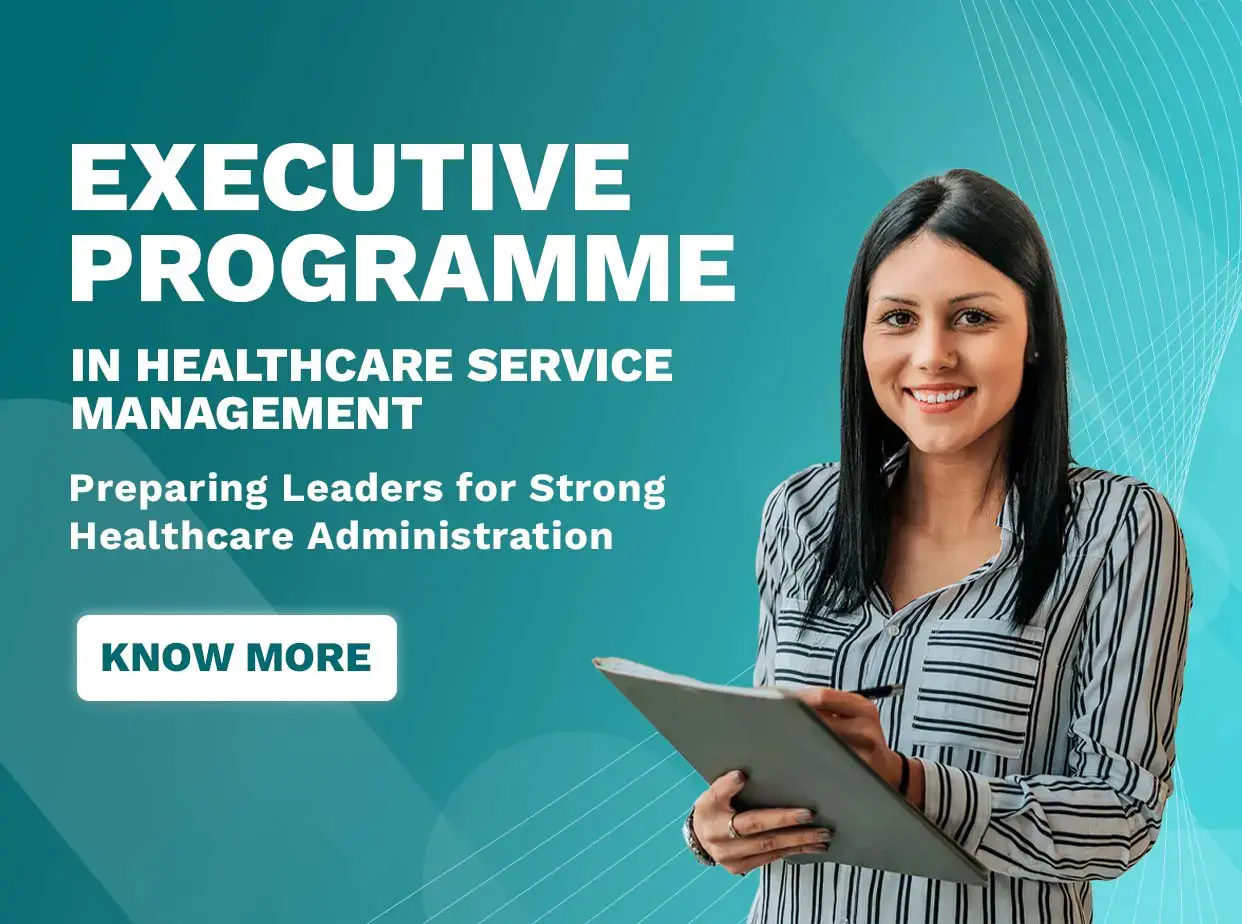 EXECUTIVE
PROGRAMME
IN HEALTHCARE SERVICE
MANAGEMENT
Preparing Leaders for Strong
Healthcare Administration
KNOW MORE